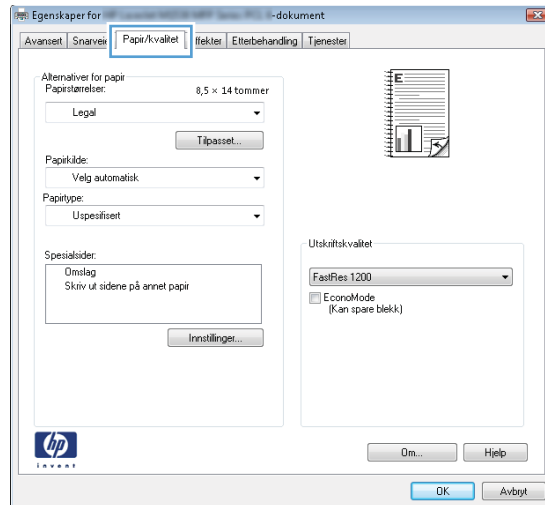 Egenskaper for -dokument
Avansert Snarveie Papir/kvalitet ffekter Etterbehandling Tjenester
Alternativer for papir
Papirstørrelser: 8,5 × 14 tommer
Legal
Tilpasset...
Papirkilde:
Velg automatisk
Papirtype:
Uspesifisert
Spesialsider:
Omslag
Skriv ut sidene på annet papir
Innstillinger...
E
Utskriftskvalitet
FastRes 1200
EconoMode
(Kan spare blekk)
hp
invent
Om... Hjelp
OK Avbryt